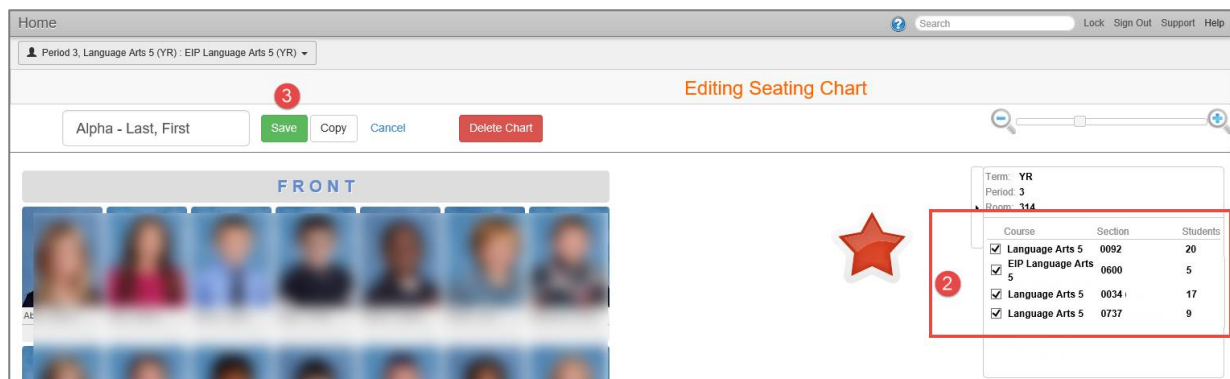 Home
Search
Lock Sign Out Support Help
Period 3, Language Arts 5 (YR) : EIP Language Arts 5 (YR)
Editing Seating Chart
3
Alpha - Last, First
Save
Copy
Cancel
Delete Chart
FRONT
Term: YR
Period: 3
Room: 314
Course Section Students
Language Arts 5 0092 20
EIP Language Arts 5 0600 5
Language Arts 5 0034 17
Language Arts 5 0737 9
2